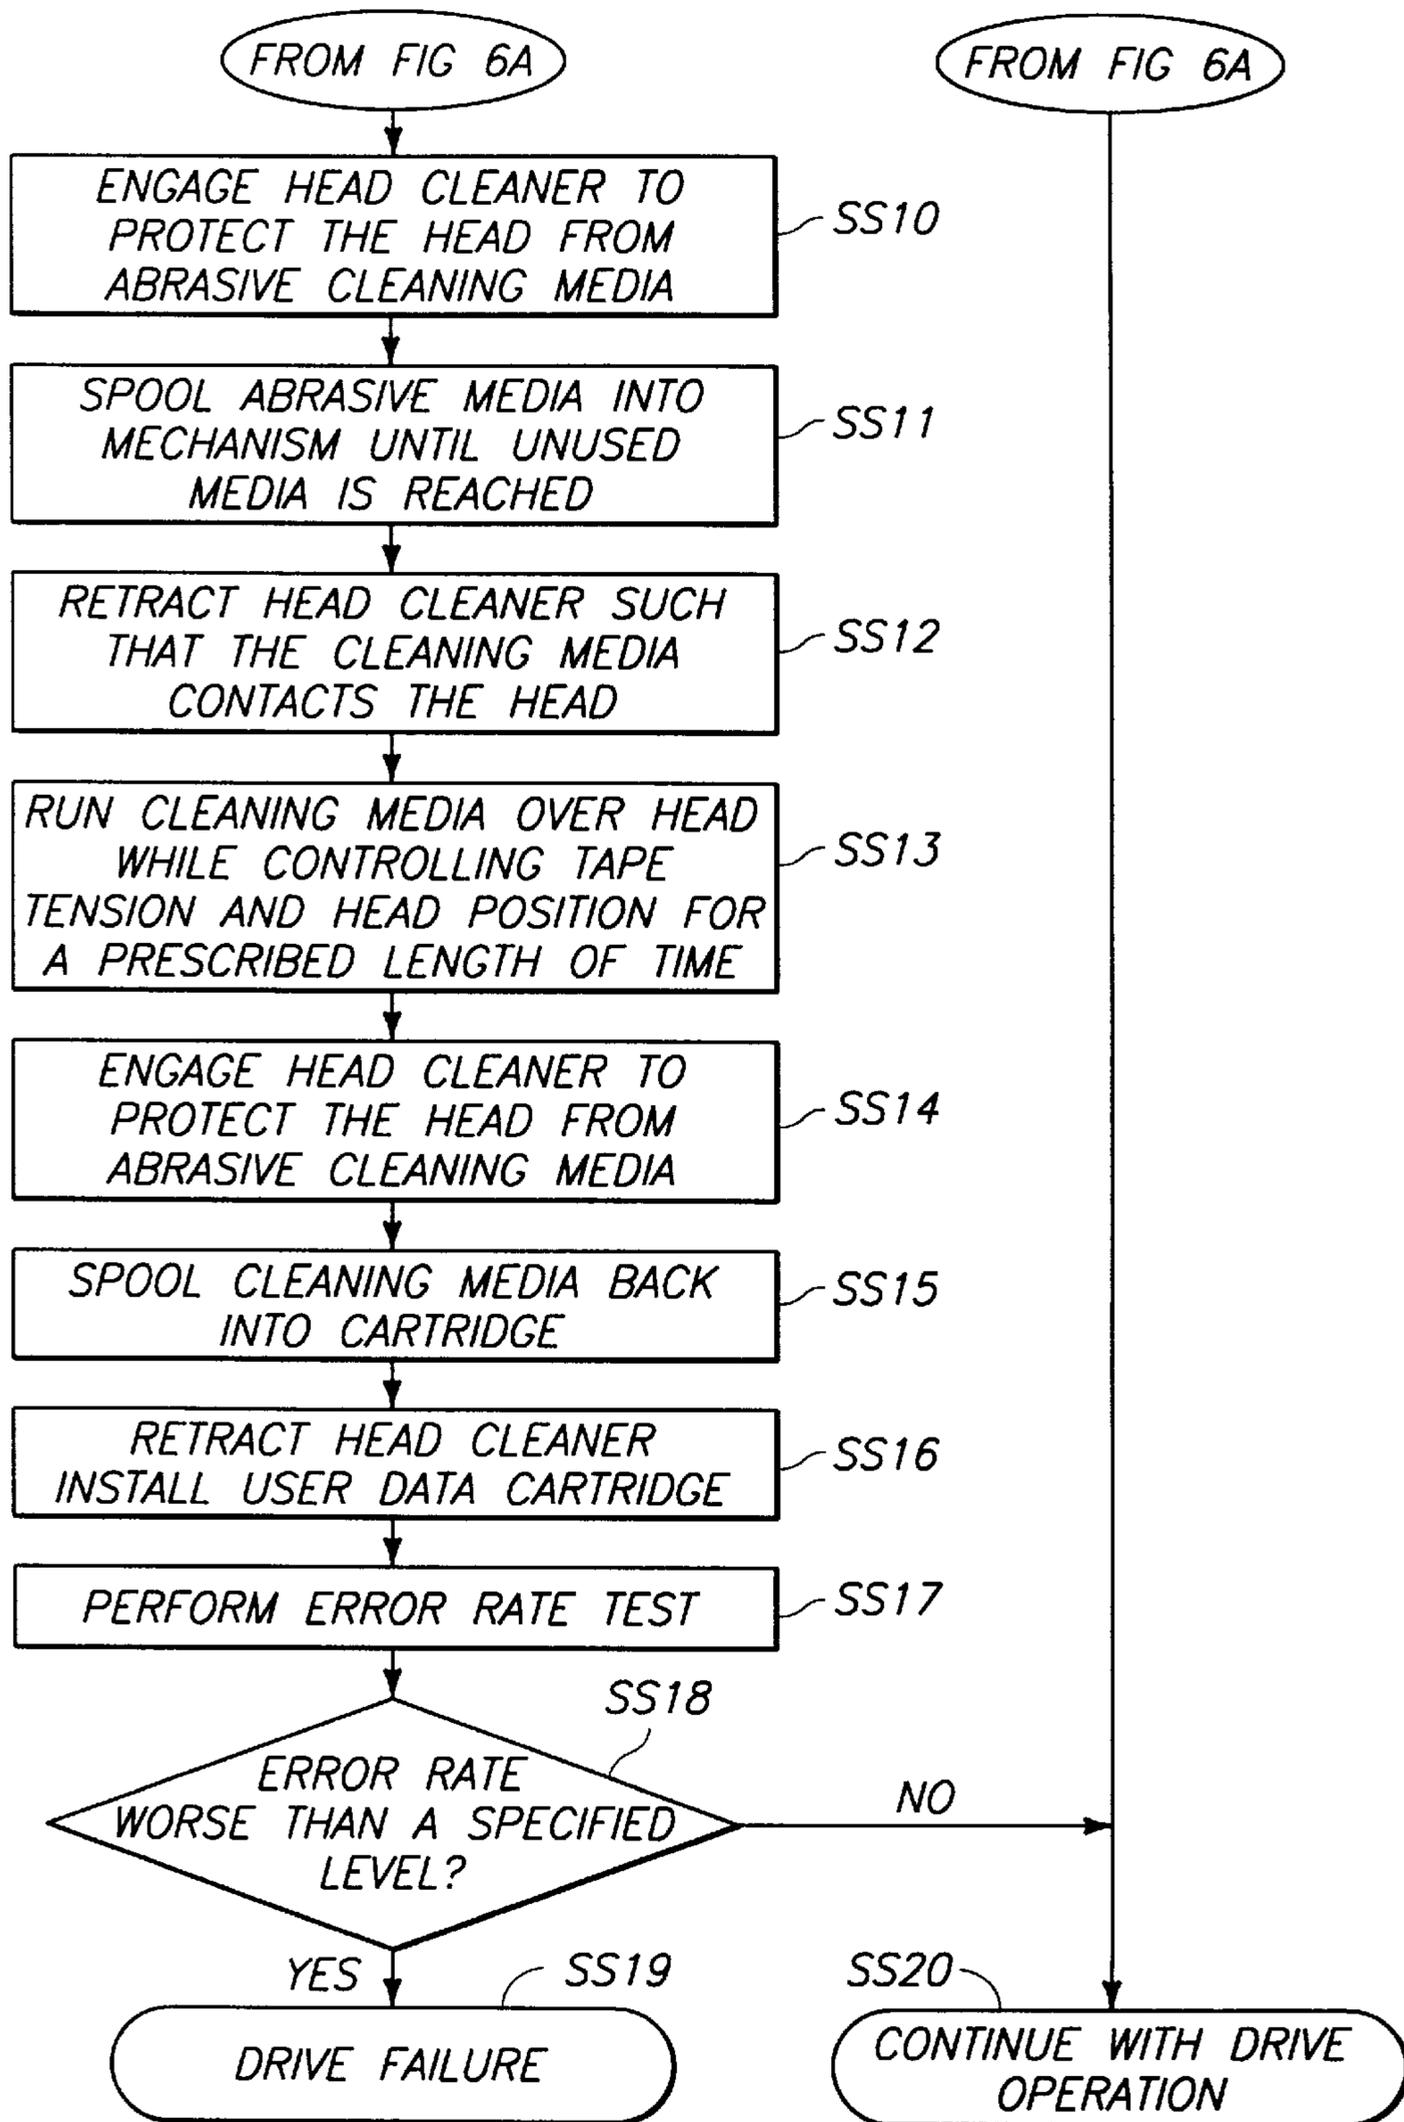 FROM FIG 6A
FROM FIG 6A
ENGAGE HEAD CLEANER TO
PROTECT THE HEAD FROM
ABRASIVE CLEANING MEDIA
SS10
SPOOL ABRASIVE MEDIA INTO
MECHANISM UNTIL UNUSED
MEDIA IS REACHED
SS11
RETRACT HEAD CLEANER SUCH
THAT THE CLEANING MEDIA
CONTACTS THE HEAD
SS12
RUN CLEANING MEDIA OVER HEAD
WHILE CONTROLLING TAPE
TENSION AND HEAD POSITION FOR
A PRESCRIBED LENGTH OF TIME
SS13
ENGAGE HEAD CLEANER TO
PROTECT THE HEAD FROM
ABRASIVE CLEANING MEDIA
SS14
SPOOL CLEANING MEDIA BACK
INTO CARTRIDGE
SS15
RETRACT HEAD CLEANER
INSTALL USER DATA CARTRIDGE
SS16
PERFORM ERROR RATE TEST
SS17
SS18
ERROR RATE
WORSE THAN A SPECIFIED
LEVEL?
NO
YES
SS19
DRIVE FAILURE
SS20
CONTINUE WITH DRIVE
OPERATION